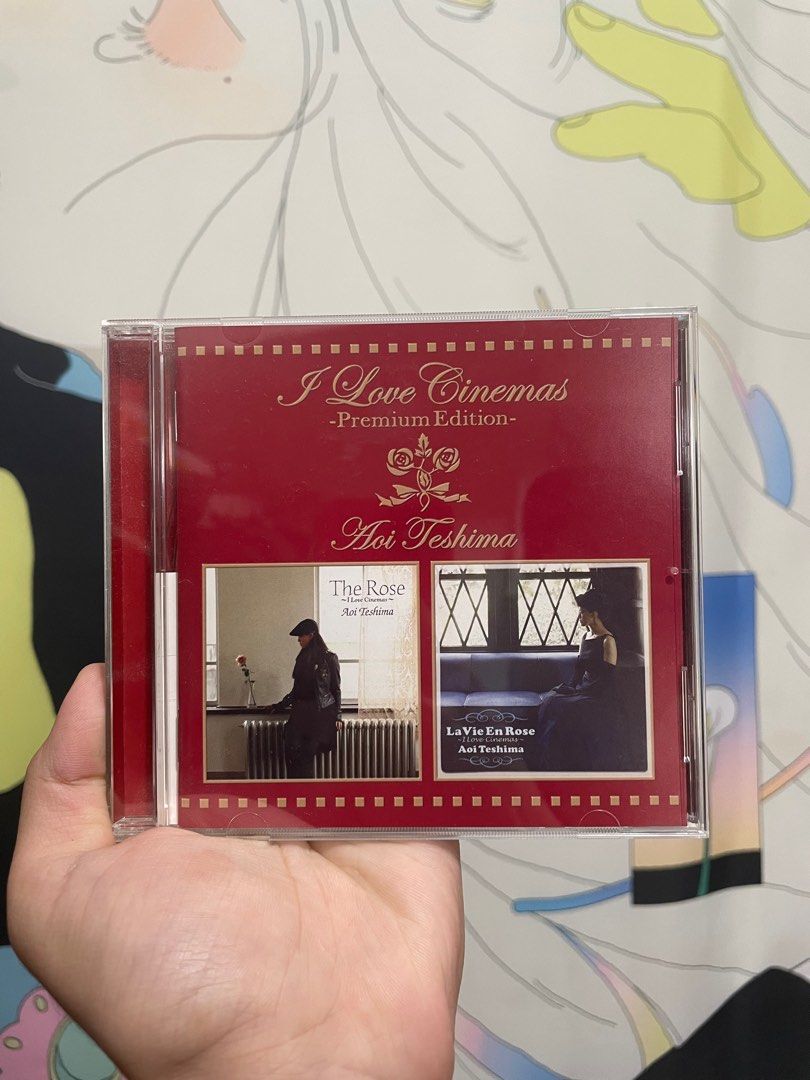 I Love Cinemas
-Premium Edition-
Aoi Teshima
The Rose
~I Love Cinemas~
Aoi Teshima
La Vie En Rose
~I Love Cinemas~
Aoi Teshima